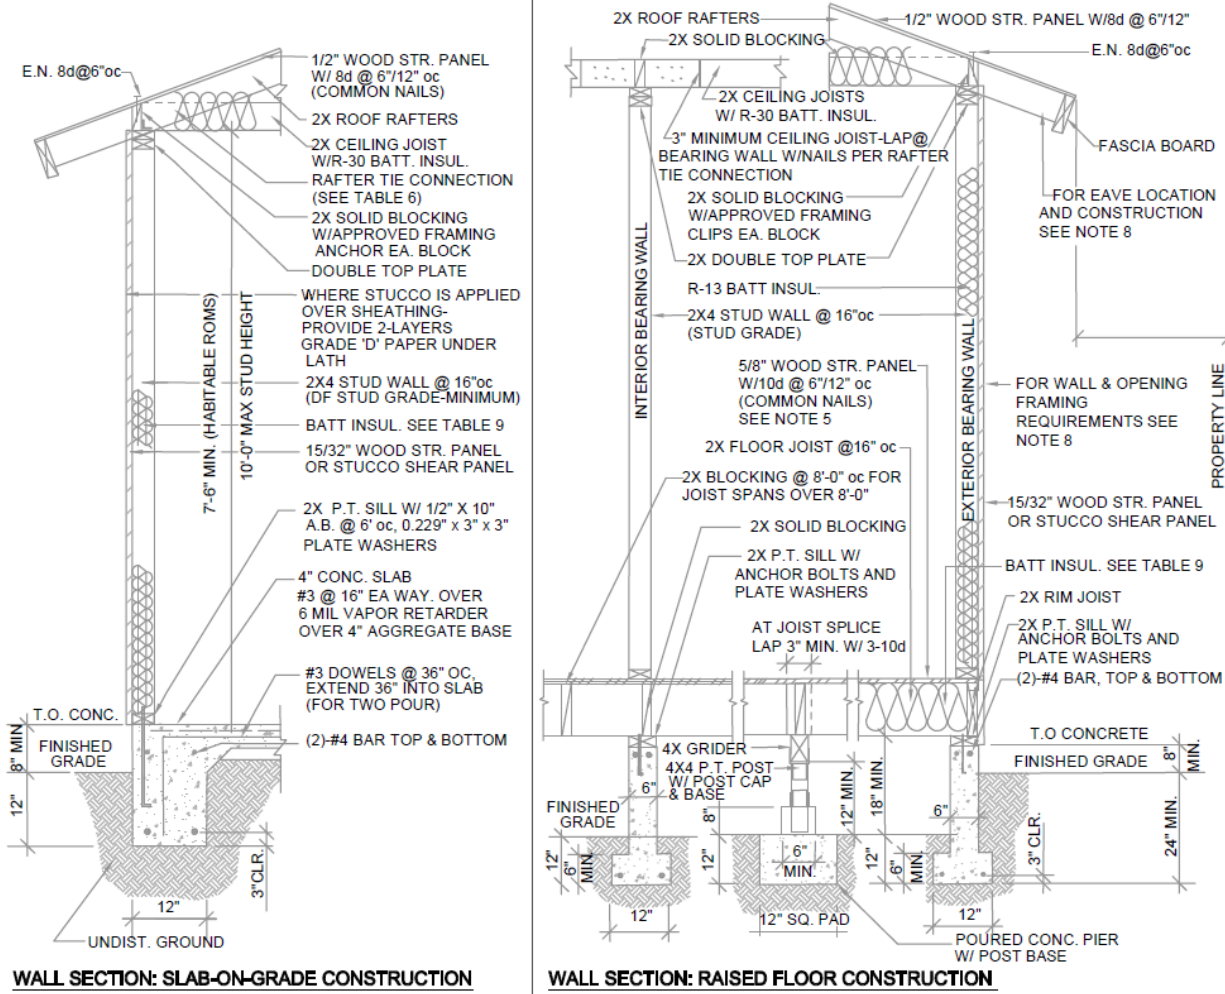 E.N. 8d@6"oc
1/2" WOOD STR. PANEL
W/ 8d @ 6"/12" oc
(COMMON NAILS)
2X ROOF RAFTERS
2X CEILING JOIST
W/R-30 BATT. INSUL.
RAFTER TIE CONNECTION
(SEE TABLE 6)
2X SOLID BLOCKING
W/APPROVED FRAMING
ANCHOR EA. BLOCK
DOUBLE TOP PLATE
WHERE STUCCO IS APPLIED
OVER SHEATHING-
PROVIDE 2-LAYERS
GRADE 'D' PAPER UNDER
LATH
7'-6" MIN. (HABITABLE ROMS)
10'-0" MAX STUD HEIGHT
2X4 STUD WALL @ 16"oc
(DF STUD GRADE-MINIMUM)
BATT INSUL. SEE TABLE 9
15/32" WOOD STR. PANEL
OR STUCCO SHEAR PANEL
2X P.T. SILL W/ 1/2" X 10"
A.B. @ 6' oc, 0.229" x 3" x 3"
PLATE WASHERS
4" CONC. SLAB
#3 @ 16" EA WAY. OVER
6 MIL VAPOR RETARDER
OVER 4" AGGREGATE BASE
#3 DOWELS @ 36" OC,
EXTEND 36" INTO SLAB
(FOR TWO POUR)
(2)-#4 BAR TOP & BOTTOM
T.O. CONC.
FINISHED
GRADE
8" MIN
12"
3"CLR.
12"
UNDIST. GROUND
WALL SECTION: SLAB-ON-GRADE CONSTRUCTION
2X ROOF RAFTERS
2X SOLID BLOCKING
1/2" WOOD STR. PANEL W/8d @ 6"/12"
E.N. 8d@6"oc
2X CEILING JOISTS
W/ R-30 BATT. INSUL.
3" MINIMUM CEILING JOIST-LAP@
BEARING WALL W/NAILS PER RAFTER
TIE CONNECTION
FASCIA BOARD
2X SOLID BLOCKING
W/APPROVED FRAMING
CLIPS EA. BLOCK
FOR EAVE LOCATION
AND CONSTRUCTION
SEE NOTE 8
2X DOUBLE TOP PLATE
R-13 BATT INSUL.
2X4 STUD WALL @ 16"oc
(STUD GRADE)
INTERIOR BEARING WALL
EXTERIOR BEARING WALL
PROPERTY LINE
5/8" WOOD STR. PANEL
W/10d @ 6"/12" oc
(COMMON NAILS)
SEE NOTE 5
FOR WALL & OPENING
FRAMING
REQUIREMENTS SEE
NOTE 8
2X FLOOR JOIST @16" oc
2X BLOCKING @ 8'-0" oc FOR
JOIST SPANS OVER 8'-0"
15/32" WOOD STR. PANEL
OR STUCCO SHEAR PANEL
2X SOLID BLOCKING
2X P.T. SILL W/
ANCHOR BOLTS AND
PLATE WASHERS
BATT INSUL. SEE TABLE 9
2X RIM JOIST
AT JOIST SPLICE
LAP 3" MIN. W/ 3-10d
2X P.T. SILL W/
ANCHOR BOLTS AND
PLATE WASHERS
(2)-#4 BAR, TOP & BOTTOM
T.O CONCRETE
FINISHED GRADE
8"
MIN.
4X GRIDER
4X4 P.T. POST
W/ POST CAP
& BASE
6"
FINISHED
GRADE
8"
12" MIN.
18" MIN.
6"
24" MIN.
3" CLR.
12"
6"
MIN.
12"
6"
MIN.
12"
6"
MIN.
12"
12" SQ. PAD
12"
POURED CONC. PIER
W/ POST BASE
WALL SECTION: RAISED FLOOR CONSTRUCTION